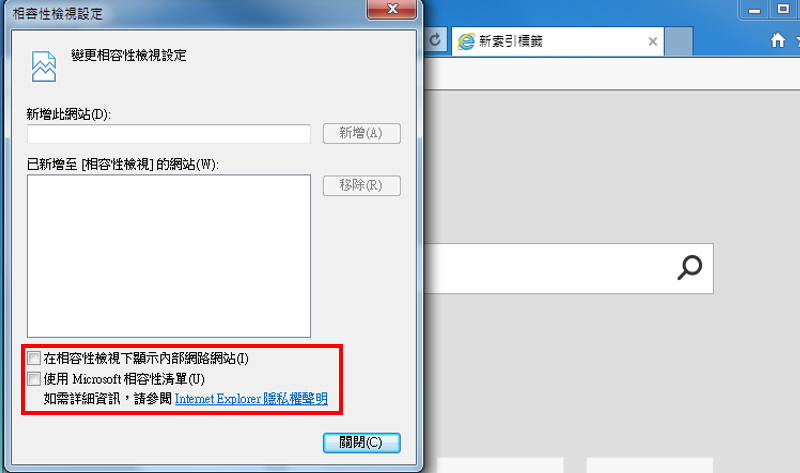 相容性檢視設定
新索引標籤
變更相容性檢視設定
新增此網站(D):
新增(A)
已新增至 [相容性檢視] 的網站(W):
移除(R)
在相容性檢視下顯示內部網路網站(I)
使用 Microsoft 相容性清單(U)
如需詳細資訊，請參閱 Internet Explorer 隱私權聲明
關閉(C)